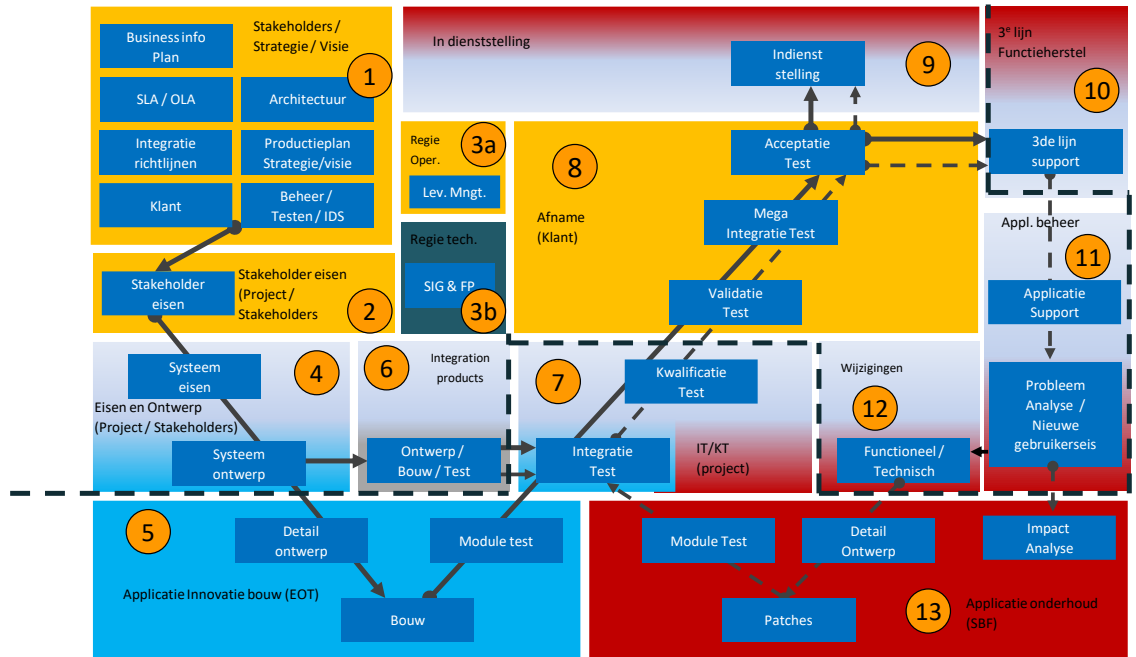 Stakeholders /
Strategie / Visie
Business info
Plan
1
SLA / OLA
Architectuur
Integratie
richtlijnen
Productieplan
Strategie/visie
Klant
Beheer /
Testen / IDS
Stakeholder
eisen
Stakeholder eisen
(Project /
Stakeholders
2
Regie
Oper.
3a
Lev. Mngt.
Regie tech.
SIG & FP
3b
Systeem
eisen
4
Eisen en Ontwerp
(Project / Stakeholders)
Systeem
ontwerp
5
Detail
ontwerp
Module test
Applicatie Innovatie bouw (EOT)
Bouw
6
Integration
products
Ontwerp /
Bouw / Test
7
Kwalificatie
Test
Integratie
Test
IT/KT
(project)
8
Afname
(Klant)
Acceptatie
Test
Mega
Integratie Test
Validatie
Test
In dienststelling
Indienst
stelling
9
3e lijn
Functieherstel
10
3de lijn
support
Appl. beheer
11
Applicatie
Support
Probleem
Analyse /
Nieuwe
gebruikerseis
Wijzigingen
12
Functioneel /
Technisch
Module Test
Detail
Ontwerp
Impact
Analyse
Patches
13
Applicatie onderhoud
(SBF)